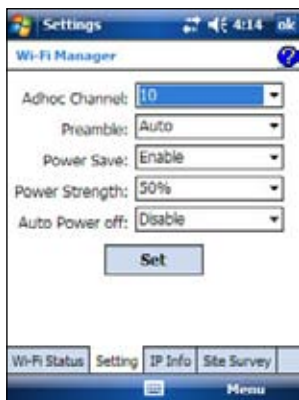 Settings 4:14 ok
Wi-Fi Manager ?
Adhoc Channel: 10
Preamble: Auto
Power Save: Enable
Power Strength: 50%
Auto Power off: Disable
Set
Wi-Fi Status Setting IP Info Site Survey
Menu